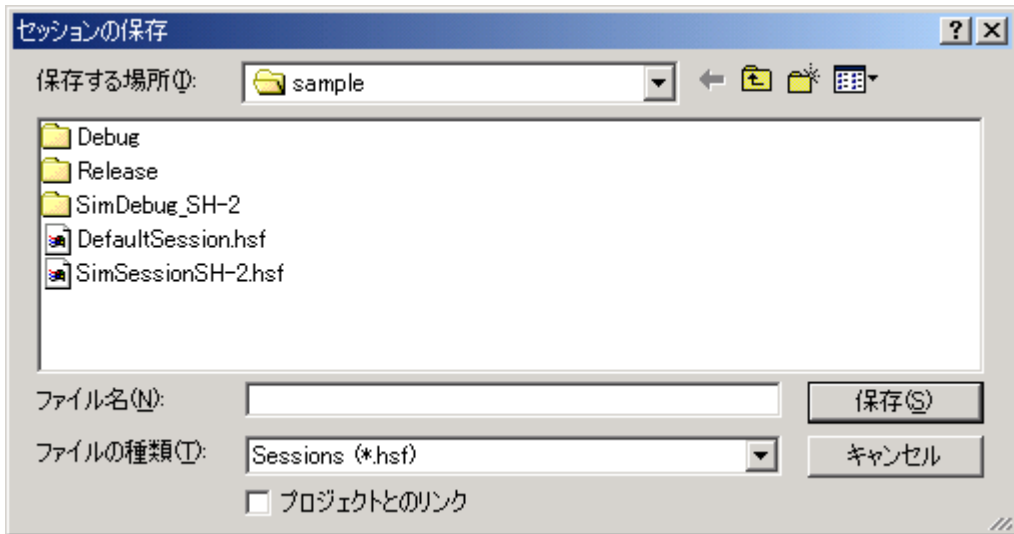 セッションの保存
保存する場所(I): sample
Debug
Release
SimDebug_SH-2
DefaultSession.hsf
SimSessionSH-2.hsf
ファイル名(N): 保存(S)
ファイルの種類(T): Sessions (*.hsf) キャンセル
プロジェクトとのリンク